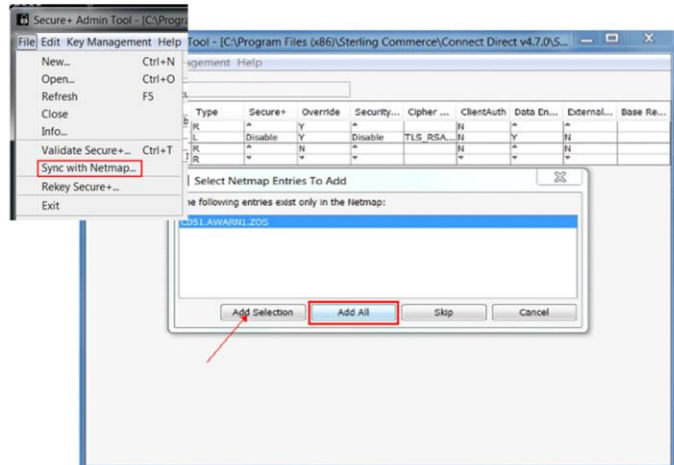 Secure+ Admin Tool - [C:\Progra
File Edit Key Management Help
Tool - [C:\Program Files (x86)\Sterling Commerce\Connect Direct v4.7.0\S...
agement Help
New... Ctrl+N
Open... Ctrl+O
Refresh F5
Close
Info...
Validate Secure+... Ctrl+T
Sync with Netmap...
Rekey Secure+...
Exit
Type Secure+ Override Security... Cipher ... ClientAuth Data En... External... Base Re...
R * Y * N * *
L Disable Y Disable TLS_RSA... N Y N
R * N * N * N
R * * * N * *
Select Netmap Entries To Add
he following entries exist only in the Netmap:
CD51.AWARN1.ZOS
Add Selection Add All Skip Cancel